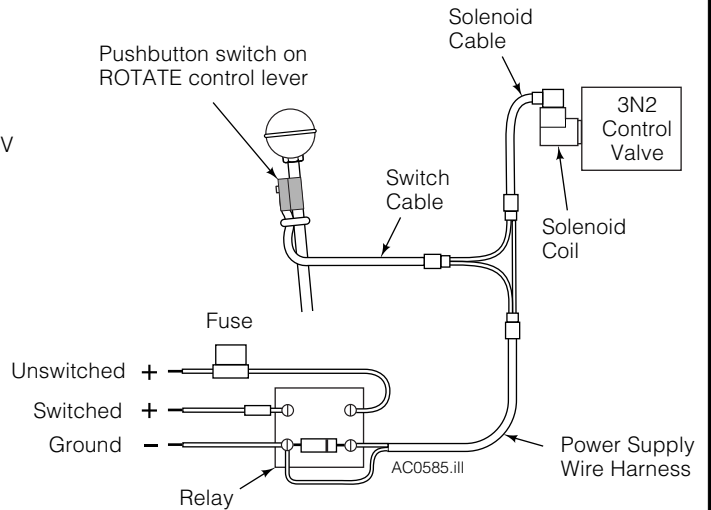 Solenoid
Cable
Pushbutton switch on
ROTATE control lever
3N2
Control
Valve
V
Switch
Cable
Solenoid
Coil
Fuse
Unswitched +
Switched +
Ground −
AC0585.ill
Power Supply
Wire Harness
Relay